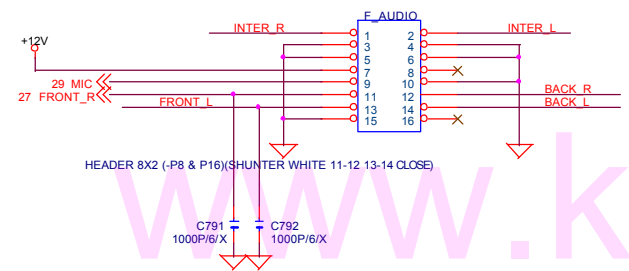 F_AUDIO
INTER_R
INTER_L
+12V
1 2
3 4
5 6
7 8
9 10
11 12
13 14
15 16
29 MIC
27 FRONT_R
FRONT_L
BACK_R
BACK_L
HEADER 8X2 (-P8 & P16)(SHUNTER WHITE 11-12 13-14 CLOSE)
C791
1000P/6/X
C792
1000P/6/X
www.k